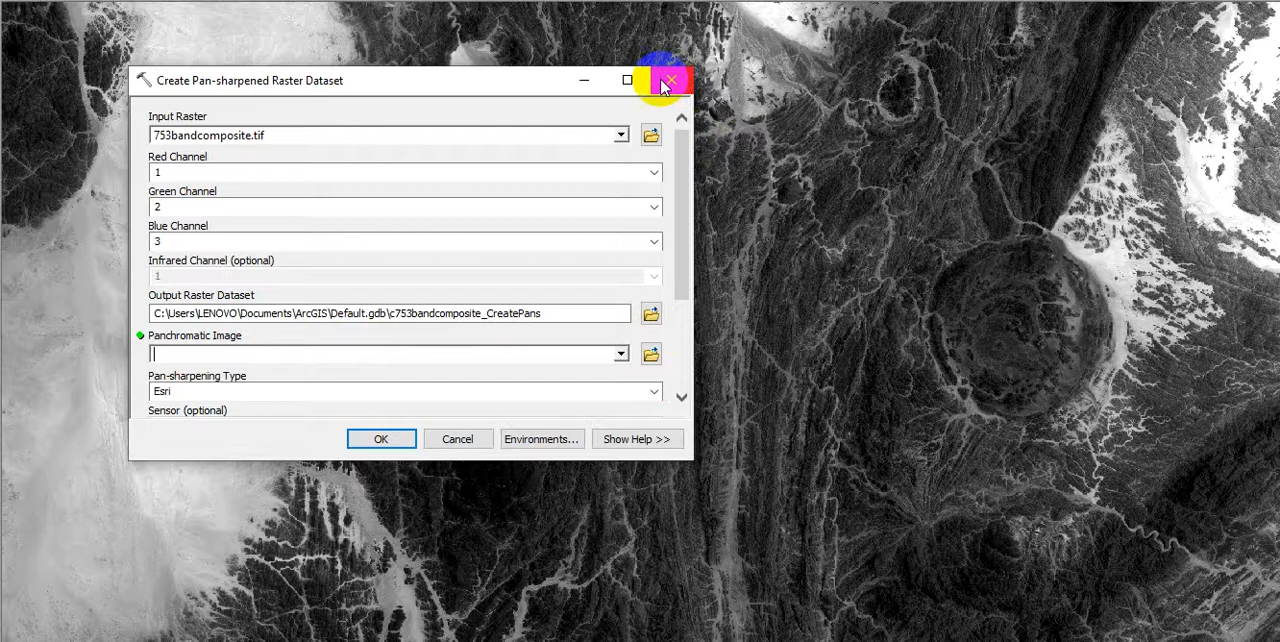 Create Pan-sharpened Raster Dataset
Input Raster
753bandcomposite.tif
Red Channel
1
Green Channel
2
Blue Channel
3
Infrared Channel (optional)
1
Output Raster Dataset
C:\Users\LENOVO\Documents\ArcGIS\Default.gdb\c753bandcomposite_CreatePans
Panchromatic Image
Pan-sharpening Type
Esri
Sensor (optional)
OK Cancel Environments... Show Help >>